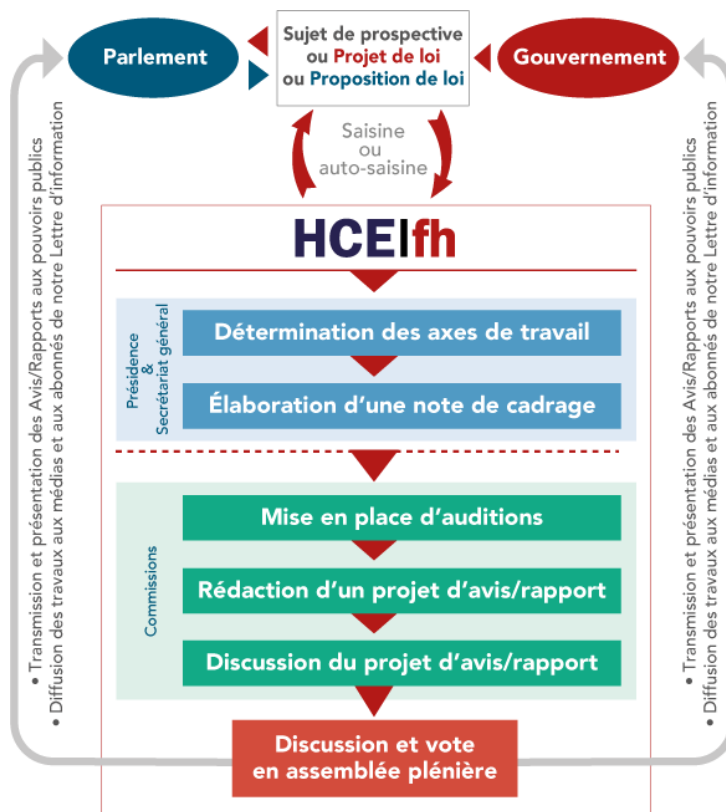 Parlement
Sujet de prospective
ou Projet de loi
ou Proposition de loi
Gouvernement
Saisine
ou
auto-saisine
HCE|fh
Présidence
&
Secrétariat général
Détermination des axes de travail
Élaboration d'une note de cadrage
Commissions
Mise en place d'auditions
Rédaction d'un projet d'avis/rapport
Discussion du projet d'avis/rapport
Discussion et vote
en assemblée plénière
• Transmission et présentation des Avis/Rapports aux pouvoirs publics
• Diffusion des travaux aux médias et aux abonnés de notre Lettre d'information
• Transmission et présentation des Avis/Rapports aux pouvoirs publics
• Diffusion des travaux aux médias et aux abonnés de notre Lettre d'information